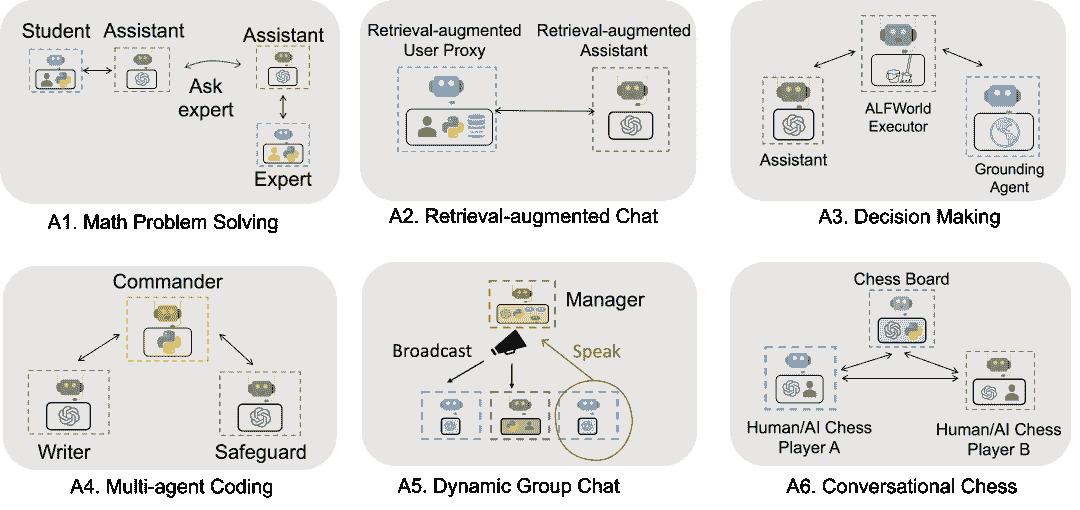 Student
Assistant
Assistant
Ask
expert
Expert
A1. Math Problem Solving
Retrieval-augmented
User Proxy
Retrieval-augmented
Assistant
A2. Retrieval-augmented Chat
Assistant
ALFWorld
Executor
Grounding
Agent
A3. Decision Making
Commander
Writer
Safeguard
A4. Multi-agent Coding
Manager
Broadcast
Speak
A5. Dynamic Group Chat
Chess Board
Human/AI Chess
Player A
Human/AI Chess
Player B
A6. Conversational Chess